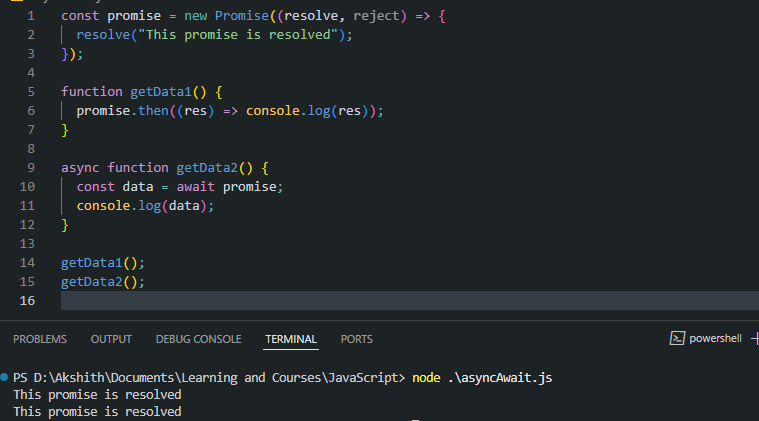 1 const promise = new Promise((resolve, reject) => {
2 resolve("This promise is resolved");
3 });
4
5 function getData1() {
6 promise.then((res) => console.log(res));
7 }
8
9 async function getData2() {
10 const data = await promise;
11 console.log(data);
12 }
13
14 getData1();
15 getData2();
16
PROBLEMS OUTPUT DEBUG CONSOLE TERMINAL PORTS powershell
PS D:\Akshith\Documents\Learning and Courses\JavaScript> node .\asyncAwait.js
This promise is resolved
This promise is resolved